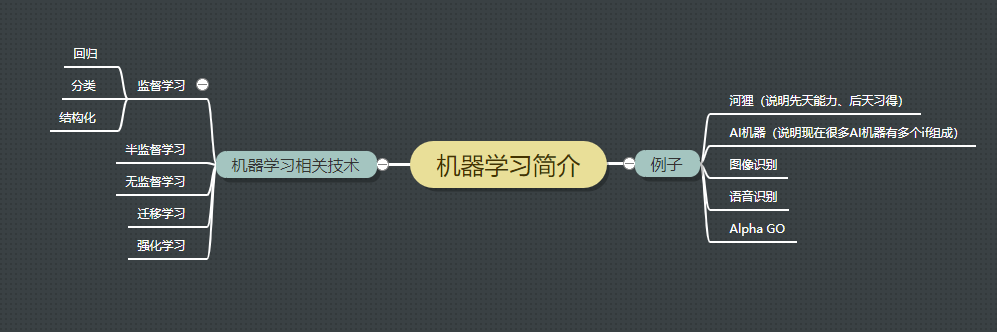 回归
分类
结构化
监督学习
半监督学习
无监督学习
迁移学习
强化学习
机器学习相关技术
机器学习简介
例子
河狸（说明先天能力、后天习得）
AI机器（说明现在很多AI机器有多个if组成）
图像识别
语音识别
Alpha GO